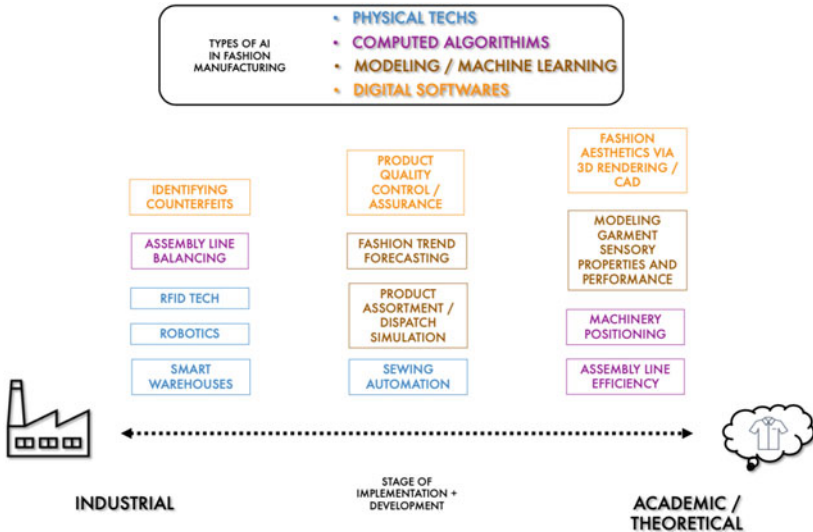 TYPES OF AI
IN FASHION
MANUFACTURING
• PHYSICAL TECHS
• COMPUTED ALGORITHIMS
• MODELING / MACHINE LEARNING
• DIGITAL SOFTWARES
IDENTIFYING
COUNTERFEITS
ASSEMBLY LINE
BALANCING
RFID TECH
ROBOTICS
SMART
WAREHOUSES
PRODUCT
QUALITY
CONTROL /
ASSURANCE
FASHION TREND
FORECASTING
PRODUCT
ASSORTMENT /
DISPATCH
SIMULATION
SEWING
AUTOMATION
FASHION
AESTHETICS VIA
3D RENDERING /
CAD
MODELING
GARMENT
SENSORY
PROPERTIES AND
PERFORMANCE
MACHINERY
POSITIONING
ASSEMBLY LINE
EFFICIENCY
INDUSTRIAL
STAGE OF
IMPLEMENTATION +
DEVELOPMENT
ACADEMIC /
THEORETICAL